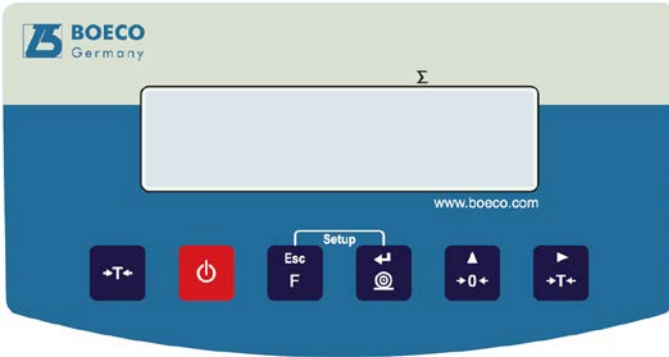 BOECO
Germany
Σ
www.boeco.com
Setup
→T←
Esc
F
→0←
→T←